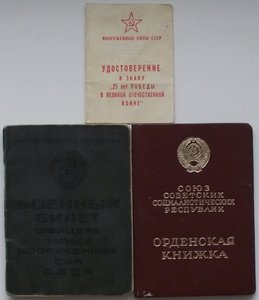 ВООРУЖЕННЫЕ СИЛЫ СССР
УДОСТОВЕРЕНИЕ
К ЗНАКУ
„25 лет ПОБЕДЫ
В ВЕЛИКОЙ ОТЕЧЕСТВЕННОЙ
ВОЙНЕ"
ВОЕННЫЙ
БИЛЕТ
ОФИЦЕРА
ЗАПАСА
ВООРУЖЕННЫХ
СИЛ
СССР
СОЮЗ
СОВЕТСКИХ
СОЦИАЛИСТИЧЕСКИХ
РЕСПУБЛИК
ОРДЕНСКАЯ
КНИЖКА